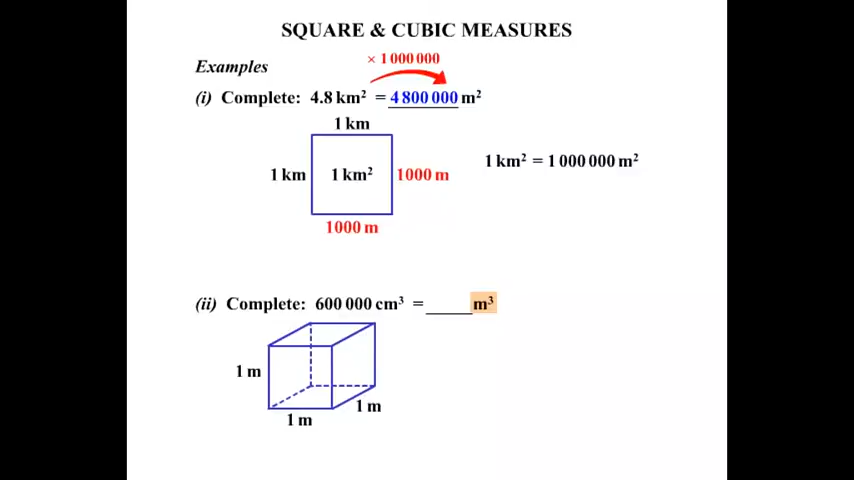 SQUARE & CUBIC MEASURES
× 1 000 000
Examples
(i) Complete: 4.8 km² = 4 800 000 m²
1 km
1 km² = 1 000 000 m²
1 km 1 km² 1000 m
1000 m
(ii) Complete: 600 000 cm³ = _____ m³
1 m
1 m
1 m